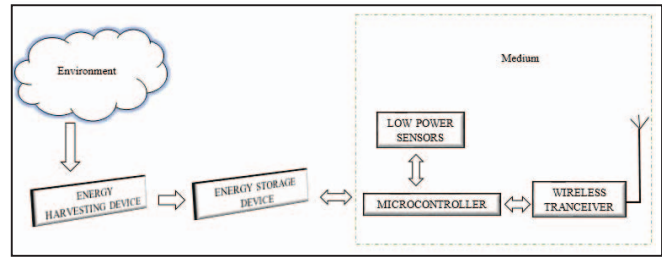 Environment
Medium
LOW POWER
SENSORS
ENERGY
HARVESTING DEVICE
ENERGY STORAGE
DEVICE
MICROCONTROLLER
WIRELESS
TRANCEIVER